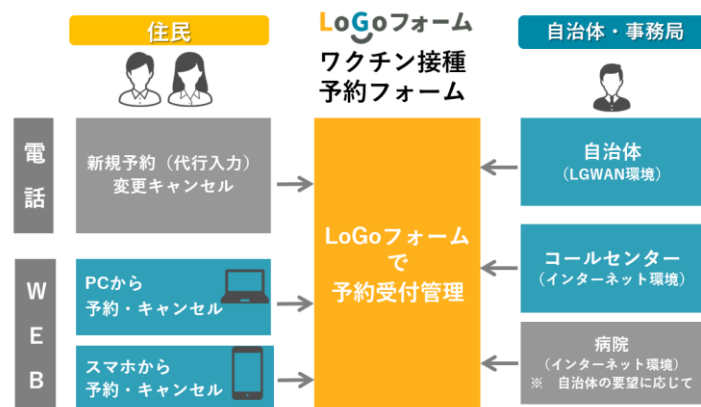 住民
LoGoフォーム
ワクチン接種
予約フォーム
自治体・事務局
電話
新規予約（代行入力）
変更キャンセル
自治体
（LGWAN環境）
LoGoフォーム
で
予約受付管理
コールセンター
（インターネット環境）
WEB
PCから
予約・キャンセル
スマホから
予約・キャンセル
病院
（インターネット環境）
※　自治体の要望に応じて